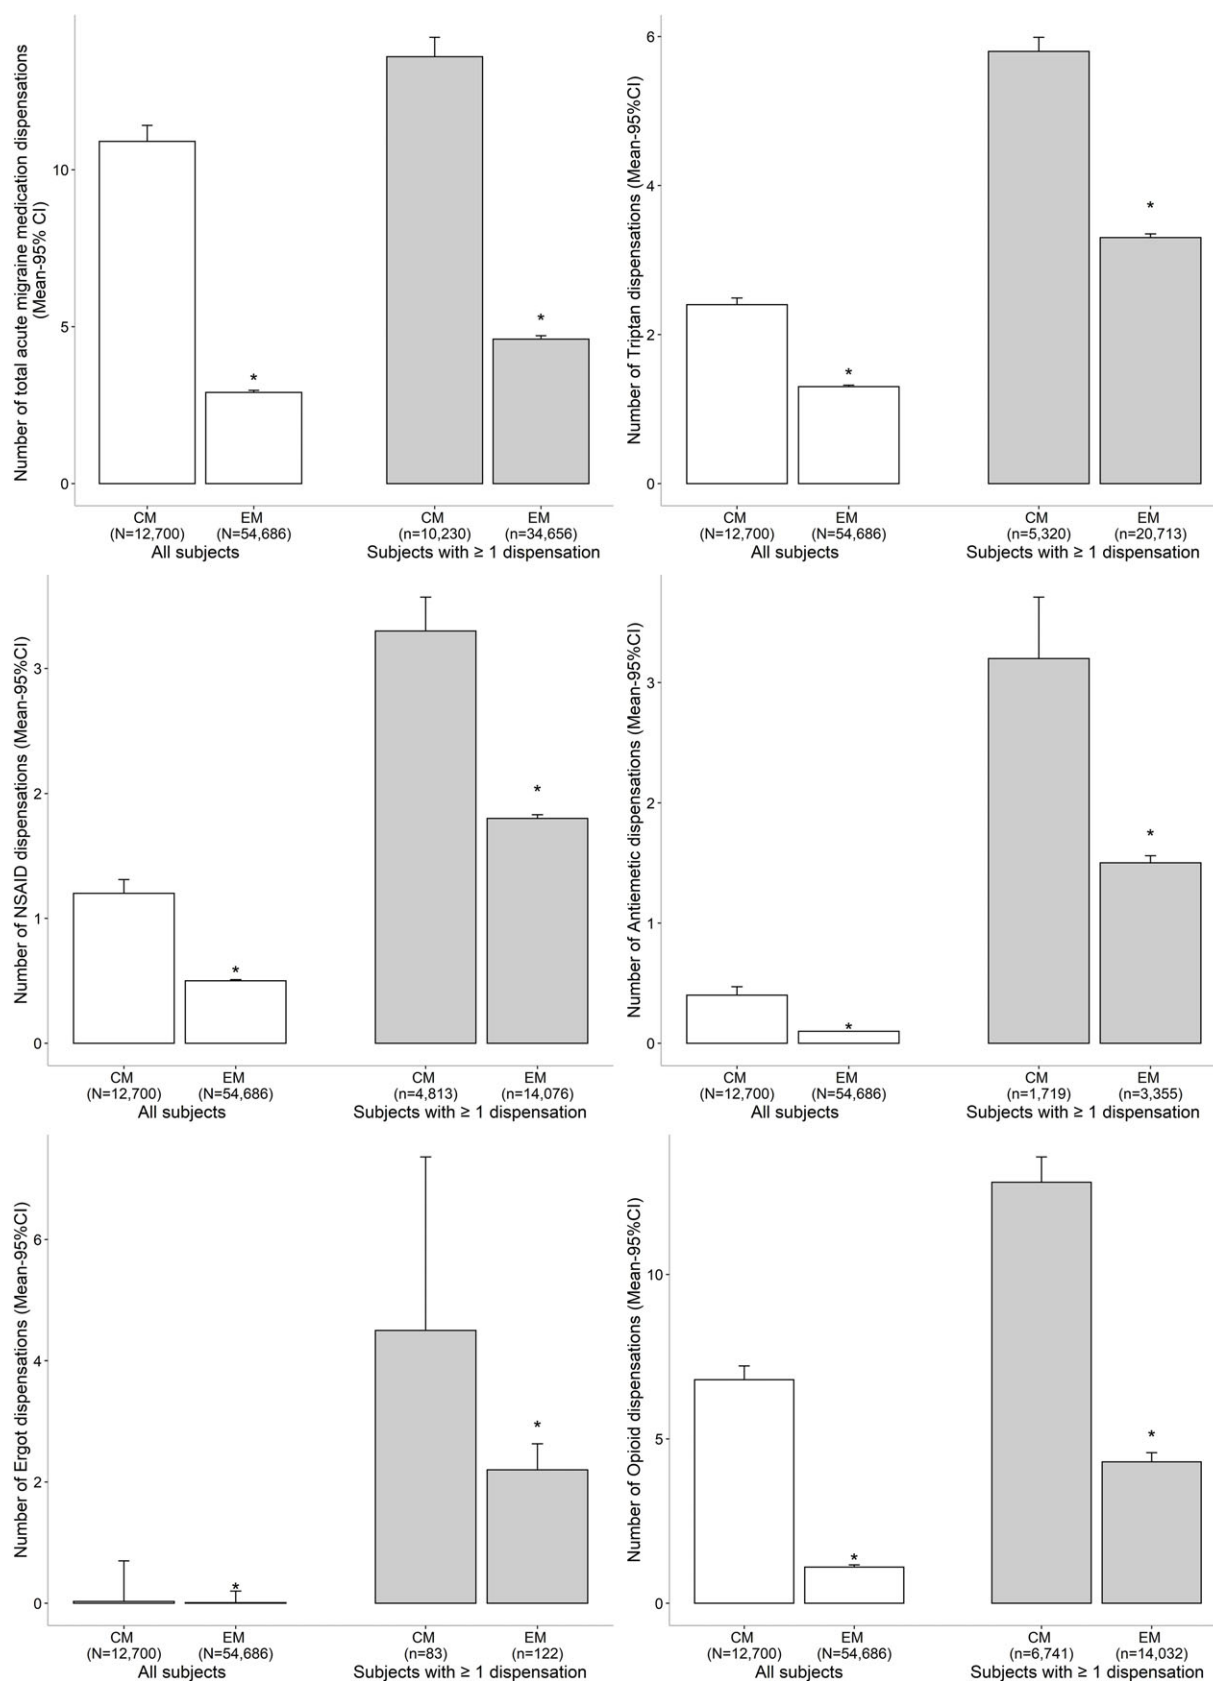 Number of total acute migraine medication dispensations
(Mean-95% CI)
10
5
0
*
*
CM
EM
CM
EM
(N=12,700)
(N=54,686)
(n=10,230)
(n=34,656)
All subjects
Subjects with ≥ 1 dispensation
Number of Triptan dispensations (Mean-95%CI)
6
4
2
0
*
*
CM
EM
CM
EM
(N=12,700)
(N=54,686)
(n=5,320)
(n=20,713)
All subjects
Subjects with ≥ 1 dispensation
Number of NSAID dispensations (Mean-95%CI)
3
2
1
0
*
*
CM
EM
CM
EM
(N=12,700)
(N=54,686)
(n=4,813)
(n=14,076)
All subjects
Subjects with ≥ 1 dispensation
Number of Antiemetic dispensations (Mean-95%CI)
3
2
1
0
*
*
CM
EM
CM
EM
(N=12,700)
(N=54,686)
(n=1,719)
(n=3,355)
All subjects
Subjects with ≥ 1 dispensation
Number of Ergot dispensations (Mean-95%CI)
6
4
2
0
*
*
CM
EM
CM
EM
(N=12,700)
(N=54,686)
(n=83)
(n=122)
All subjects
Subjects with ≥ 1 dispensation
Number of Opioid dispensations (Mean-95%CI)
10
5
0
*
*
CM
EM
CM
EM
(N=12,700)
(N=54,686)
(n=6,741)
(n=14,032)
All subjects
Subjects with ≥ 1 dispensation